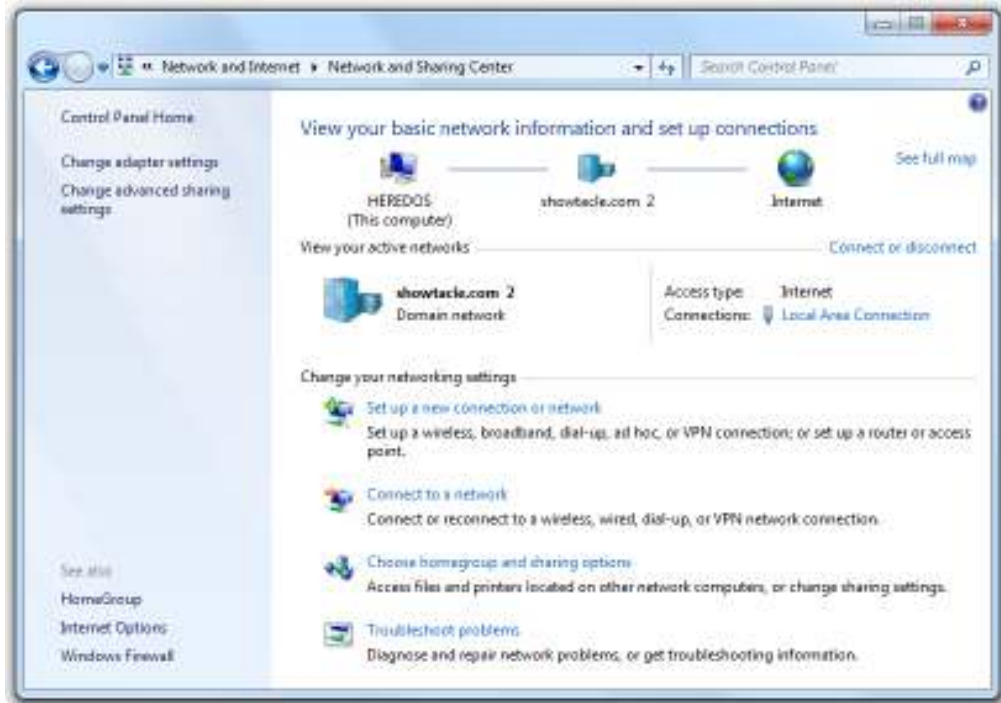 « Network and Internet ▸ Network and Sharing Center
Search Control Panel
Control Panel Home
Change adapter settings
Change advanced sharing
settings
See also
HomeGroup
Internet Options
Windows Firewall
View your basic network information and set up connections
See full map
HEREDOS
(This computer)
showtacle.com 2
Internet
View your active networks
Connect or disconnect
showtacle.com 2
Domain network
Access type: Internet
Connections: Local Area Connection
Change your networking settings
Set up a new connection or network
Set up a wireless, broadband, dial-up, ad hoc, or VPN connection; or set up a router or access
point.
Connect to a network
Connect or reconnect to a wireless, wired, dial-up, or VPN network connection.
Choose homegroup and sharing options
Access files and printers located on other network computers, or change sharing settings.
Troubleshoot problems
Diagnose and repair network problems, or get troubleshooting information.